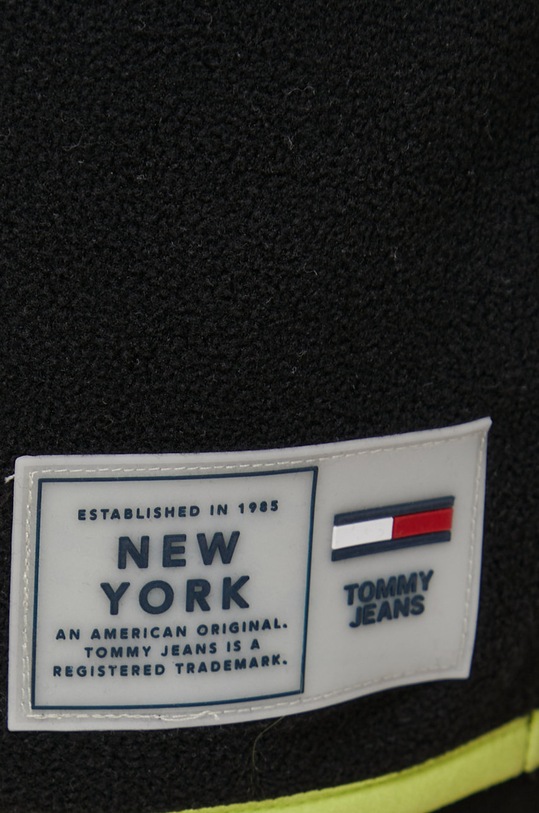 ESTABLISHED IN 1985
NEW
YORK
AN AMERICAN ORIGINAL.
TOMMY JEANS IS A
REGISTERED TRADEMARK.
TOMMY
JEANS